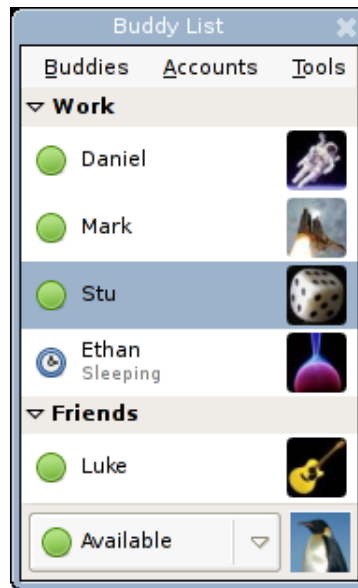 Buddy List
Buddies Accounts Tools
Work
Daniel
Mark
Stu
Ethan
Sleeping
Friends
Luke
Available